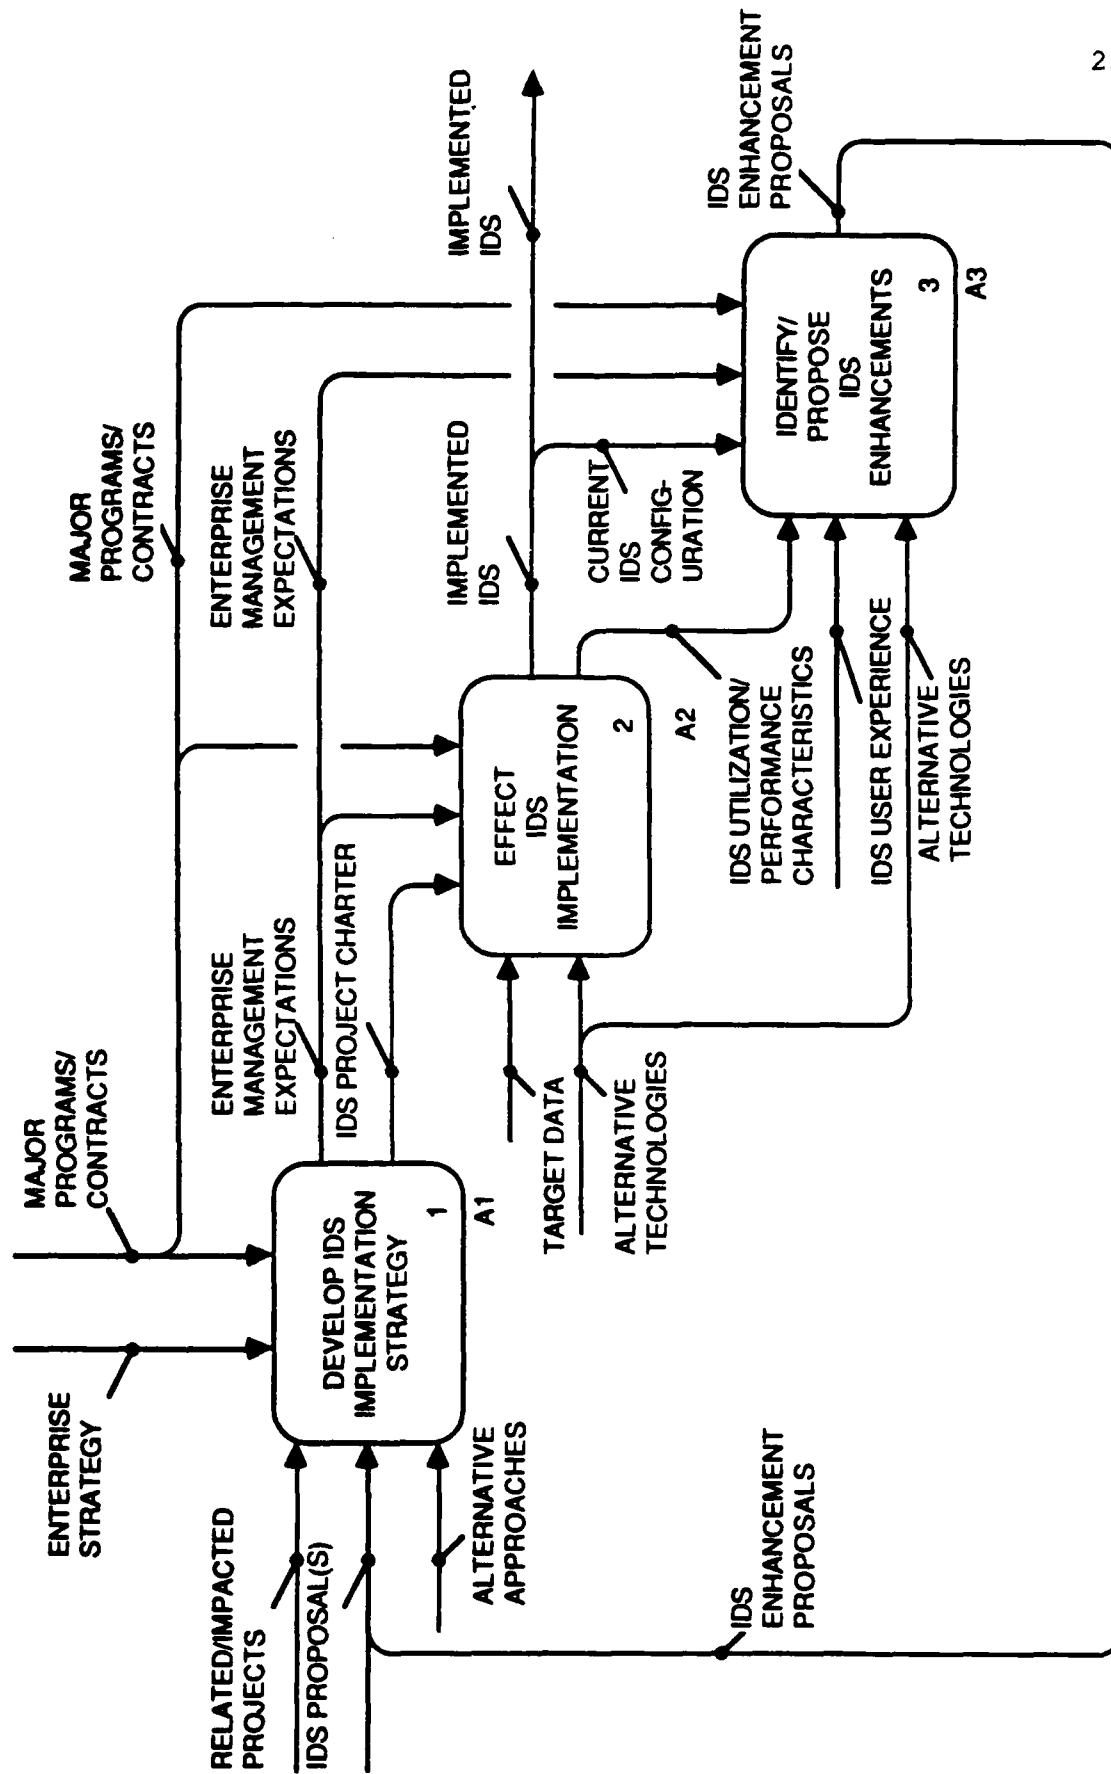 MAJOR
PROGRAMS/
CONTRACTS
ENTERPRISE
STRATEGY
MAJOR
PROGRAMS/
CONTRACTS
RELATED/IMPACTED
PROJECTS
IDS PROPOSAL(S)
ALTERNATIVE
APPROACHES
DEVELOP IDS
IMPLEMENTATION
STRATEGY
1
A1
ENTERPRISE
MANAGEMENT
EXPECTATIONS
IDS PROJECT CHARTER
ENTERPRISE
MANAGEMENT
EXPECTATIONS
TARGET DATA
ALTERNATIVE
TECHNOLOGIES
EFFECT
IDS
IMPLEMENTATION
2
A2
IMPLEMENTED
IDS
IMPLEMENTED
IDS
CURRENT
IDS
CONFIG-
URATION
IDS UTILIZATION/
PERFORMANCE
CHARACTERISTICS
IDS USER EXPERIENCE
ALTERNATIVE
TECHNOLOGIES
IDENTIFY/
PROPOSE
IDS
ENHANCEMENTS
3
A3
IDS
ENHANCEMENT
PROPOSALS
IDS
ENHANCEMENT
PROPOSALS
2